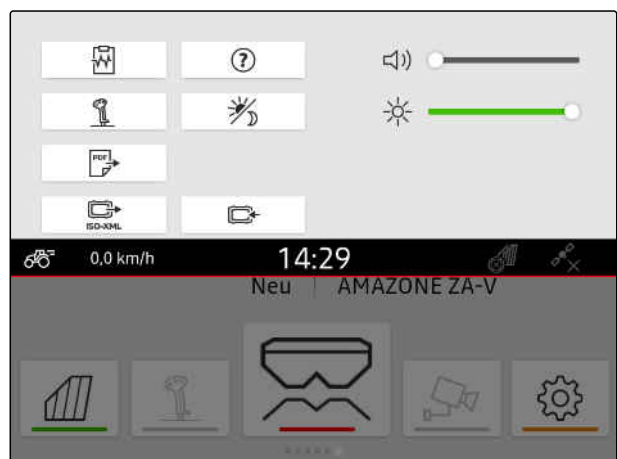 ?
PDF
ISO-XML
0,0 km/h
14:29
Neu | AMAZONE ZA-V